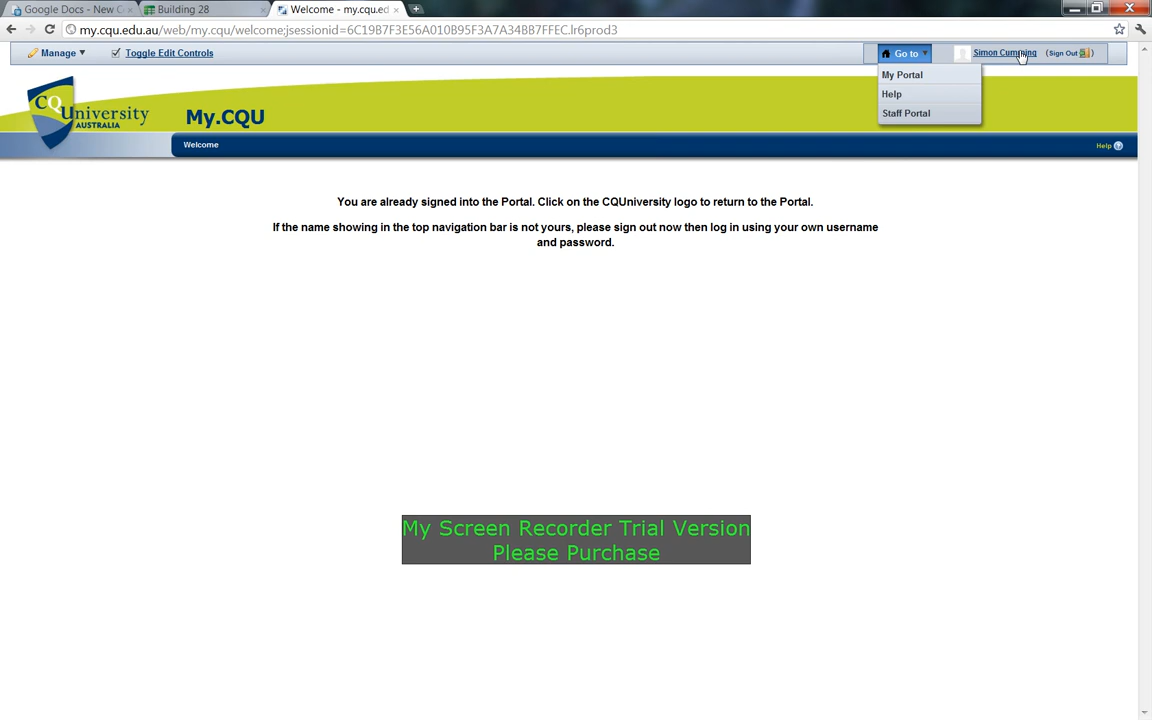 Google Docs - New C
Building 28
Welcome - my.cqu.ed
my.cqu.edu.au/web/my.cqu/welcome;jsessionid=6C19B7F3E56A010B95F3A7A34BB7FFEC.lr6prod3
Manage
Toggle Edit Controls
Go to
Simon Cumming
(Sign Out)
My Portal
Help
Staff Portal
CQUniversity
AUSTRALIA
My.CQU
Welcome
Help
You are already signed into the Portal. Click on the CQUniversity logo to return to the Portal.
If the name showing in the top navigation bar is not yours, please sign out now then log in using your own username
and password.
My Screen Recorder Trial Version
Please Purchase